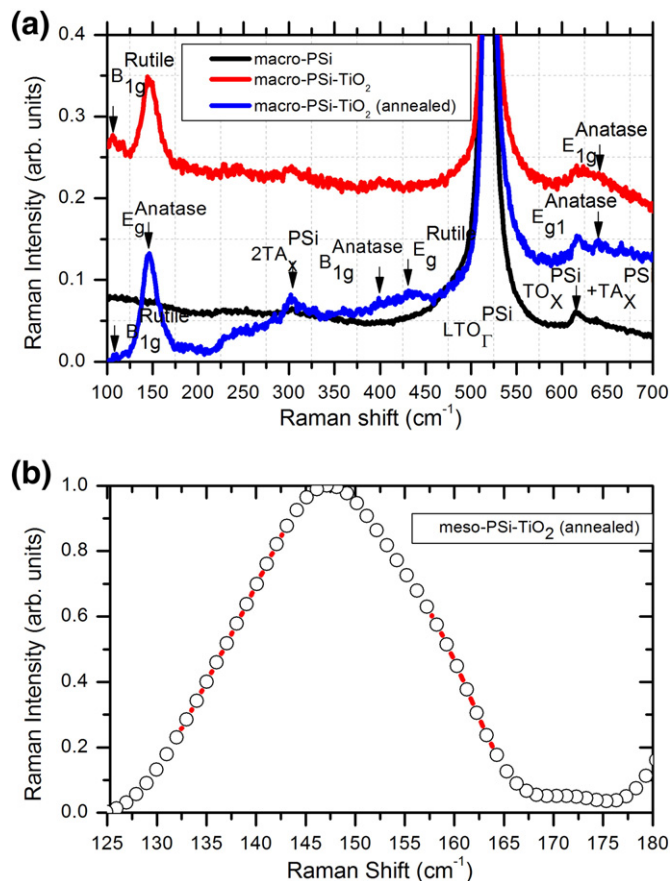 (a)
0.4
0.3
0.2
0.1
0.0
Raman Intensity (arb. units)
macro-PSi
macro-PSi-TiO2
macro-PSi-TiO2 (annealed)
B1g Rutile
Eg Anatase
B1g Rutile
2TAX PSi
B1g Anatase
Eg Rutile
LTOΓ PSi
E1g Anatase
Eg1 Anatase
TOX PSi +TAX PS
100 150 200 250 300 350 400 450 500 550 600 650 700
Raman shift (cm-1)
(b)
1.0
0.8
0.6
0.4
0.2
0.0
Raman Intensity (arb. units)
meso-PSi-TiO2 (annealed)
125 130 135 140 145 150 155 160 165 170 175 180
Raman Shift (cm-1)